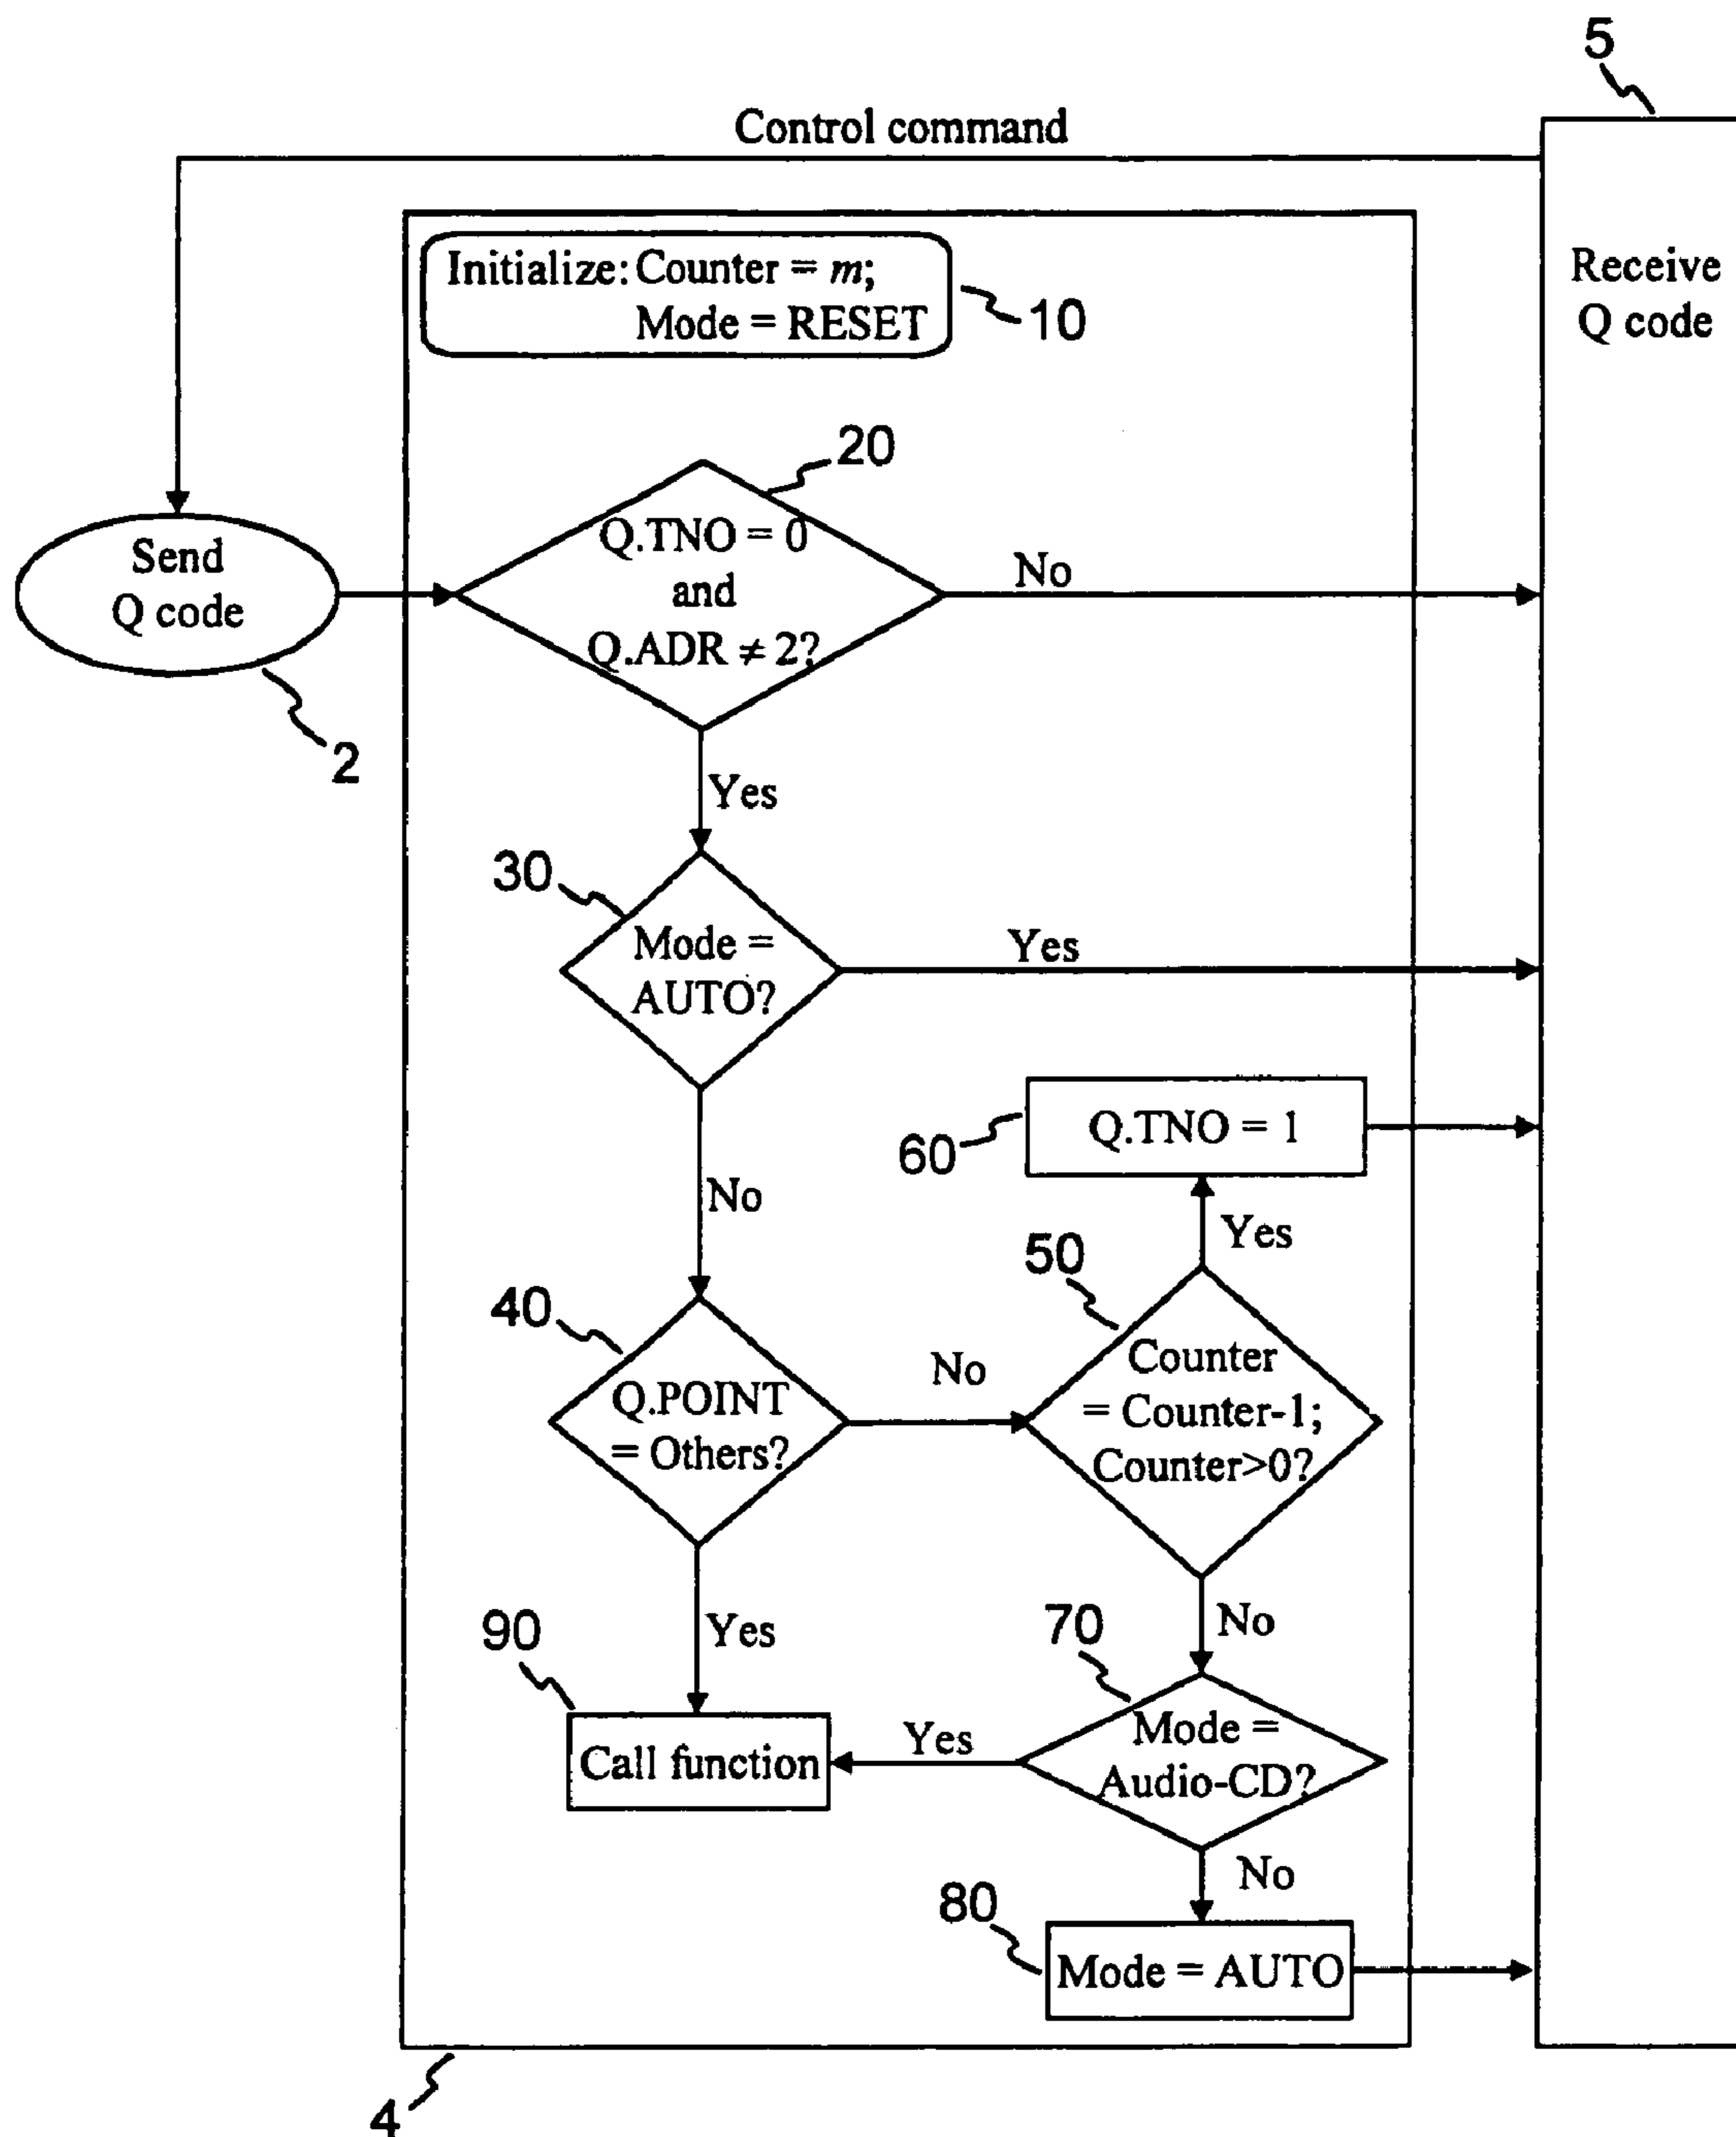 5
Control command
Initialize: Counter = m;
Mode = RESET
10
Receive
Q code
20
Q.TNO = 0
and
Q.ADR ≠ 2?
No
Send
Q code
2
Yes
30
Mode =
AUTO?
Yes
60
Q.TNO = 1
No
Yes
50
40
Q.POINT
= Others?
No
Counter
= Counter-1;
Counter>0?
90
Yes
70
No
Call function
Yes
Mode =
Audio-CD?
No
80
Mode = AUTO
4